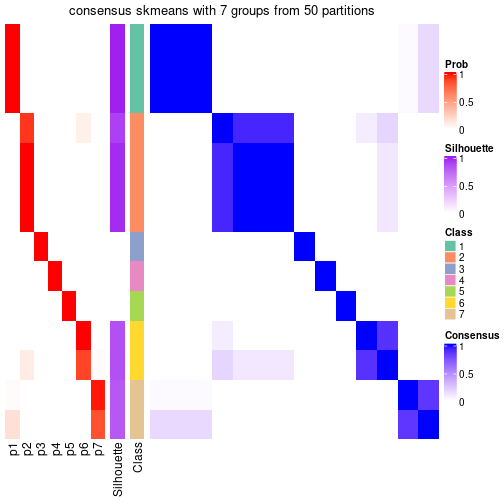 consensus skmeans with 7 groups from 50 partitions
Prob
1
0.5
0
Silhouette
1
0.5
0
Class
1
2
3
4
5
6
7
Consensus
1
0.5
0
p1
p2
p3
p4
p5
p6
p7
Silhouette
Class